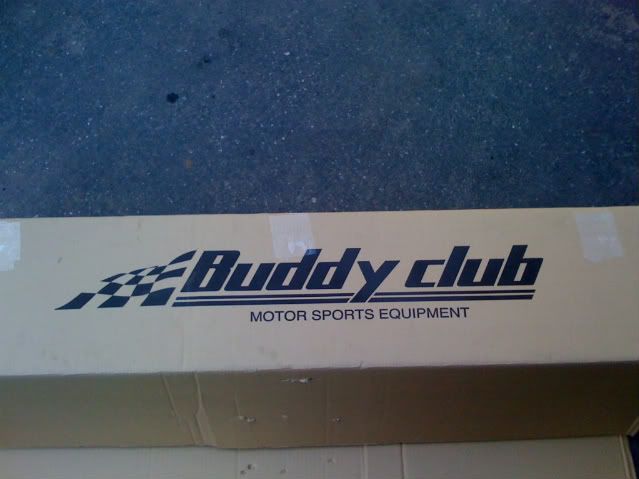 Buddy club
MOTOR SPORTS EQUIPMENT